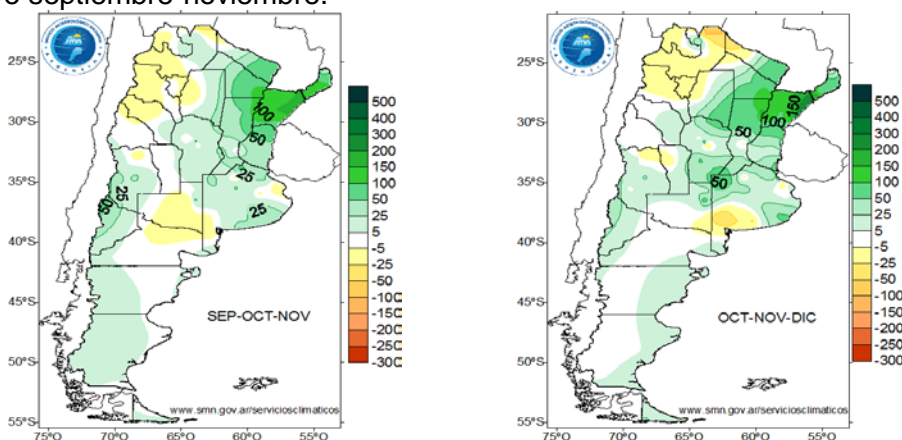 septiembre-noviembre.
25°S
30°S
35°S
40°S
45°S
50°S
55°S
75°O
70°O
65°O
60°O
55°O
100
50
25
25
50
25
SEP-OCT-NOV
www.smn.gov.ar/serviciosclimaticos
500
400
300
200
150
100
50
25
5
-5
-25
-50
-100
-150
-200
-250
-300
25°S
30°S
35°S
40°S
45°S
50°S
55°S
75°O
70°O
65°O
60°O
55°O
150
100
50
50
OCT-NOV-DIC
www.smn.gov.ar/serviciosclimaticos
500
400
300
200
150
100
50
25
5
-5
-25
-50
-100
-150
-200
-250
-300